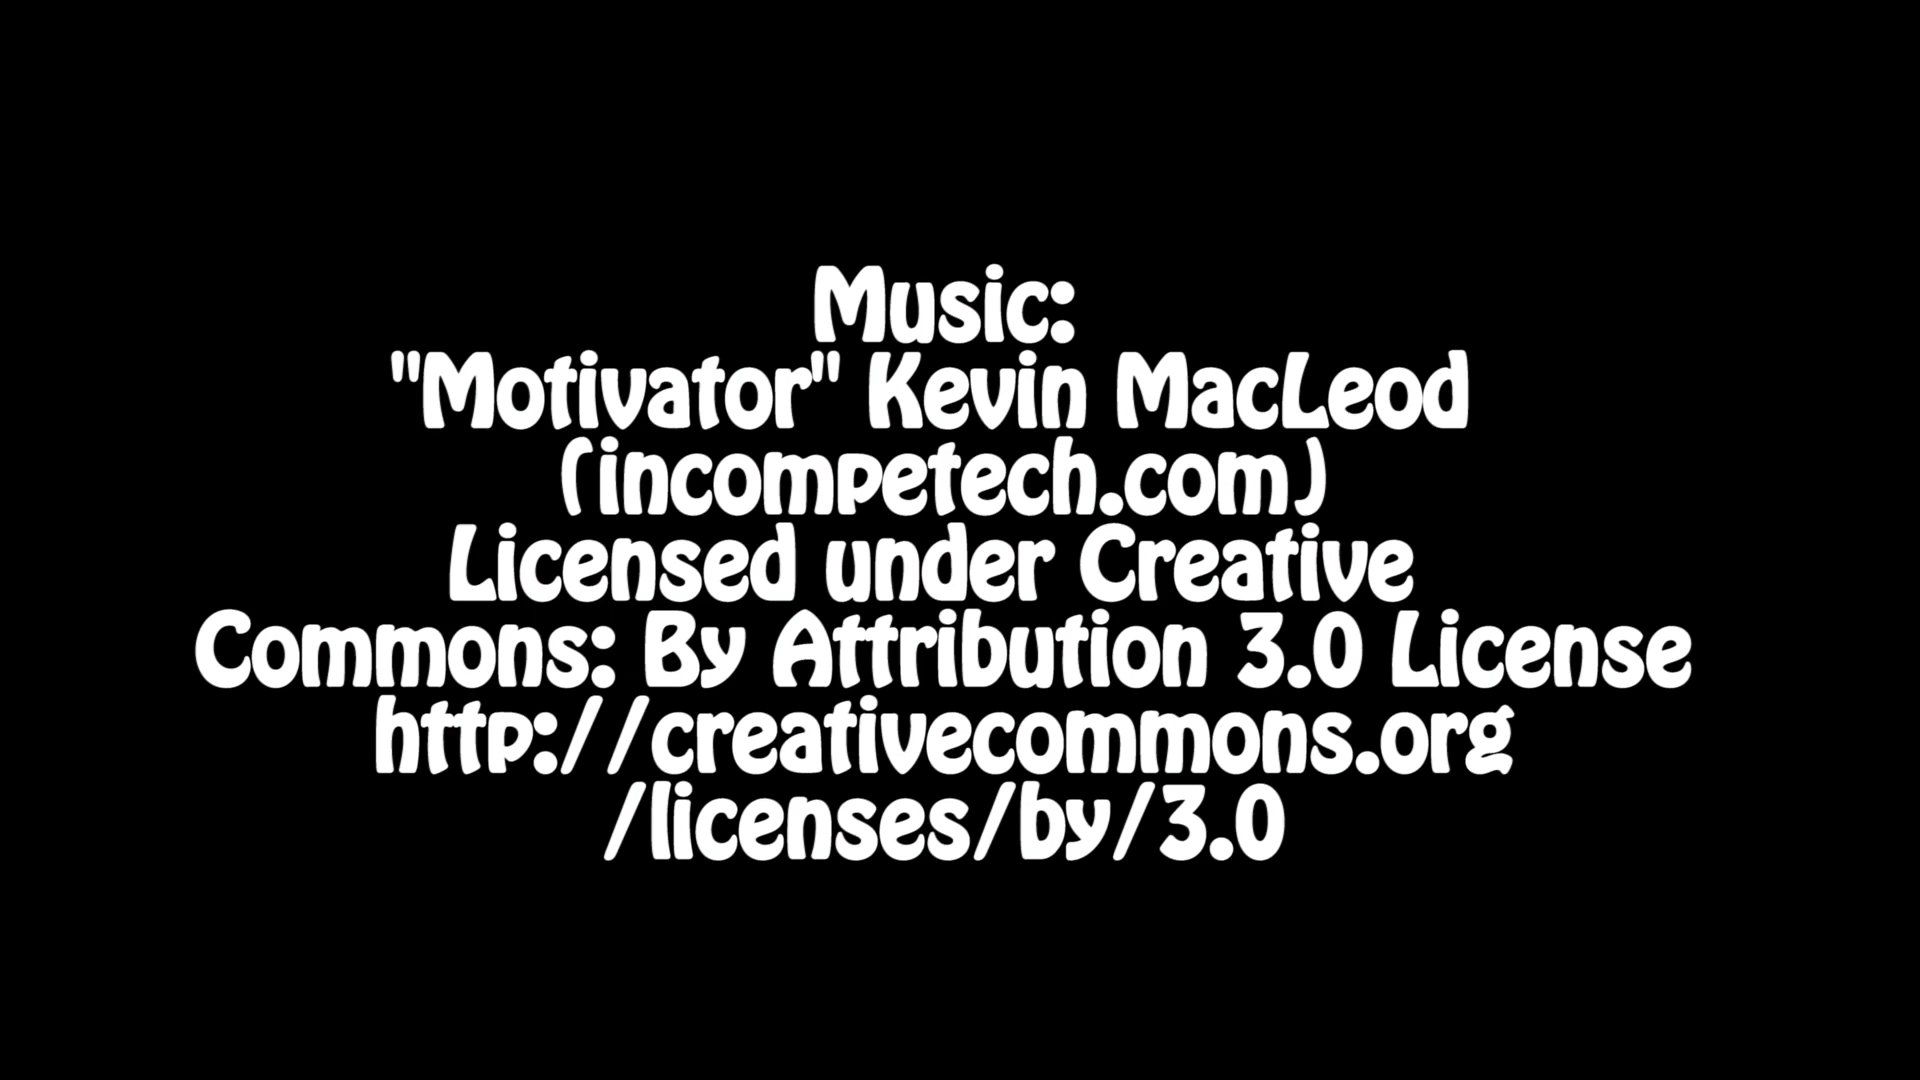 Music:
"Motivator" Kevin MacLeod
(incompetech.com)
Licensed under Creative
Commons: By Attribution 3.0 License
http://creativecommons.org
/licenses/by/3.0